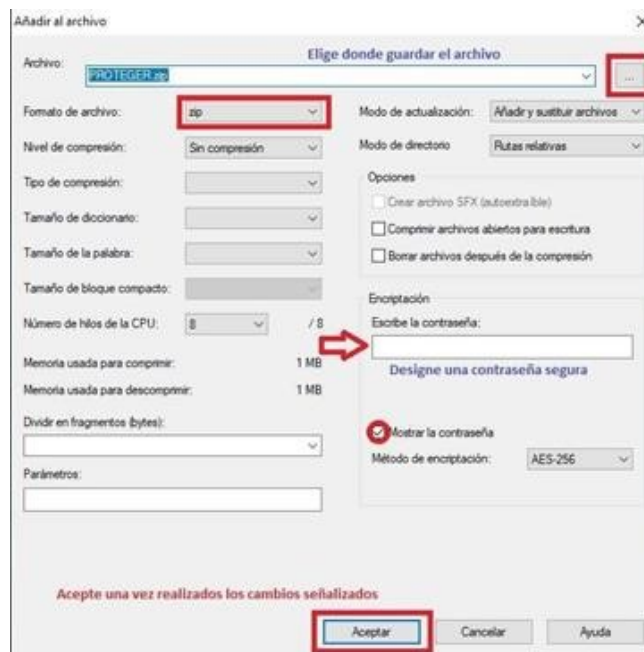 Añadir al archivo
Elige donde guardar el archivo
Archivo:
PROTEGER.zip
...
Formato de archivo: zip
Modo de actualización: Añadir y sustituir archivos
Nivel de compresión: Sin compresión
Modo de directorio Rutas relativas
Tipo de compresión:
Opciones
Crear archivo SFX (autoextraíble)
Tamaño de diccionario:
Comprimir archivos abiertos para escritura
Tamaño de la palabra:
Borrar archivos después de la compresión
Tamaño de bloque compacto:
Encriptación
Número de hilos de la CPU: 8 / 8
Escribe la contraseña:
Memoria usada para comprimir: 1 MB
Designe una contraseña segura
Memoria usada para descomprimir: 1 MB
Dividir en fragmentos (bytes):
Mostrar la contraseña
Método de encriptación: AES-256
Parámetros:
Acepte una vez realizados los cambios señalizados
Aceptar Cancelar Ayuda